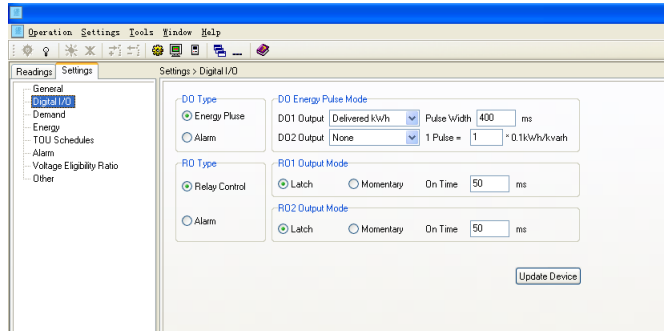 Operation Settings Tools Window Help
Readings Settings
Settings > Digital I/O
General
Digital I/O
Demand
Energy
TOU Schedules
Alarm
Voltage Eligibility Ratio
Other
DO Type
Energy Pluse
Alarm
DO Energy Pulse Mode
DO1 Output Delivered kWh Pulse Width 400 ms
DO2 Output None 1 Pulse = 1 * 0.1kWh/kvarh
RO Type
Relay Control
Alarm
RO1 Output Mode
Latch Momentary On Time 50 ms
RO2 Output Mode
Latch Momentary On Time 50 ms
Update Device